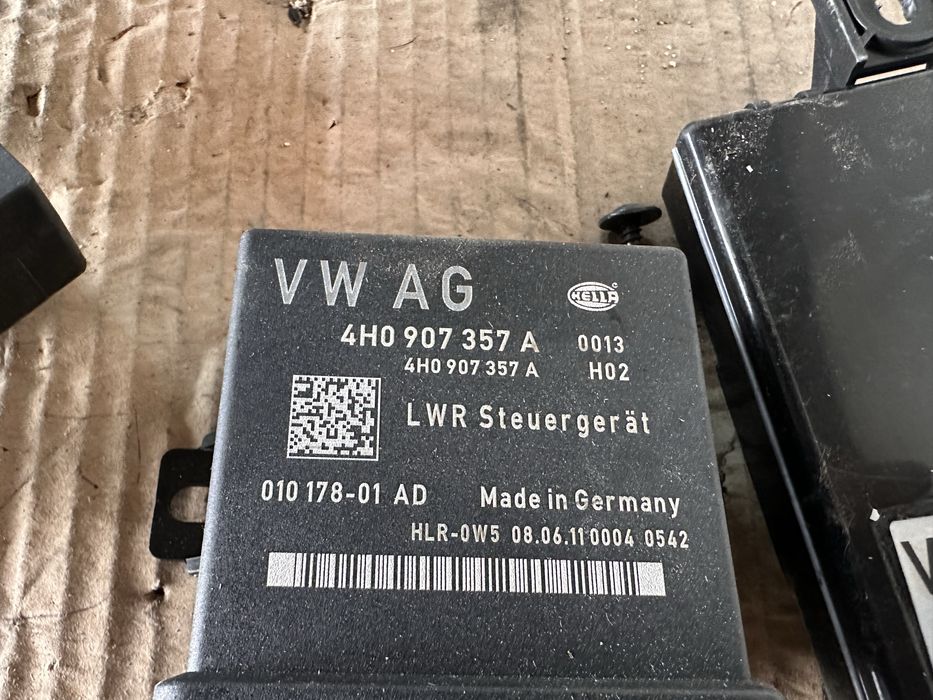 VW AG
HELLA
4H0 907 357 A 0013
4H0 907 357 A H02
LWR Steuergerät
010 178-01 AD Made in Germany
HLR-0W5 08.06.11 0004 0542
V